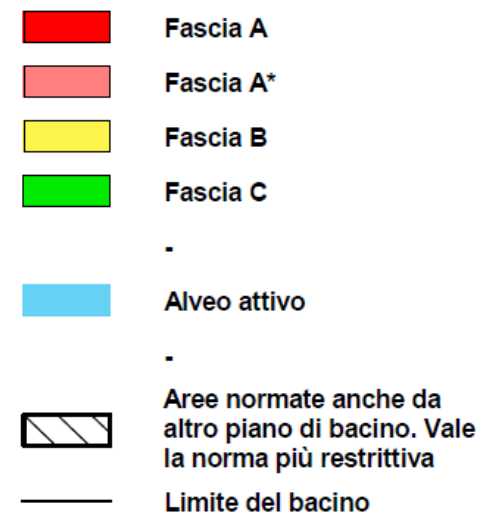 Fascia A
Fascia A*
Fascia B
Fascia C
-
Alveo attivo
-
Aree normate anche da
altro piano di bacino. Vale
la norma più restrittiva
Limite del bacino